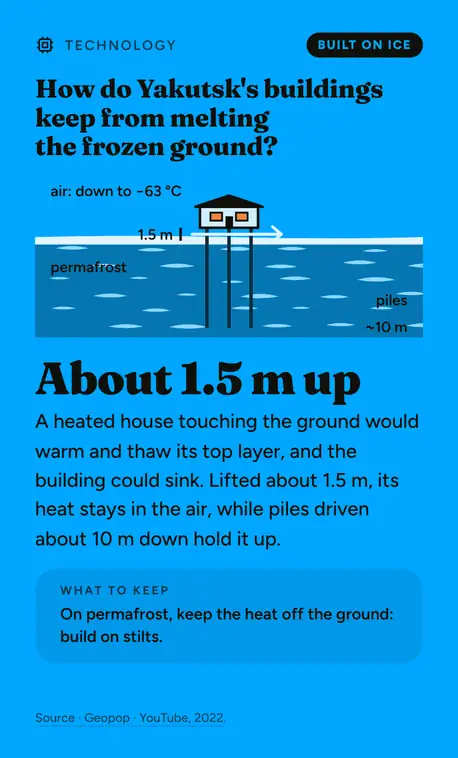 TECHNOLOGY
BUILT ON ICE
How do Yakutsk's buildings
keep from melting
the frozen ground?
air: down to −63 °C
1.5 m
permafrost
piles
~10 m
About 1.5 m up
A heated house touching the ground would
warm and thaw its top layer, and the
building could sink. Lifted about 1.5 m, its
heat stays in the air, while piles driven
about 10 m down hold it up.
WHAT TO KEEP
On permafrost, keep the heat off the ground:
build on stilts.
Source · Geopop · YouTube, 2022.